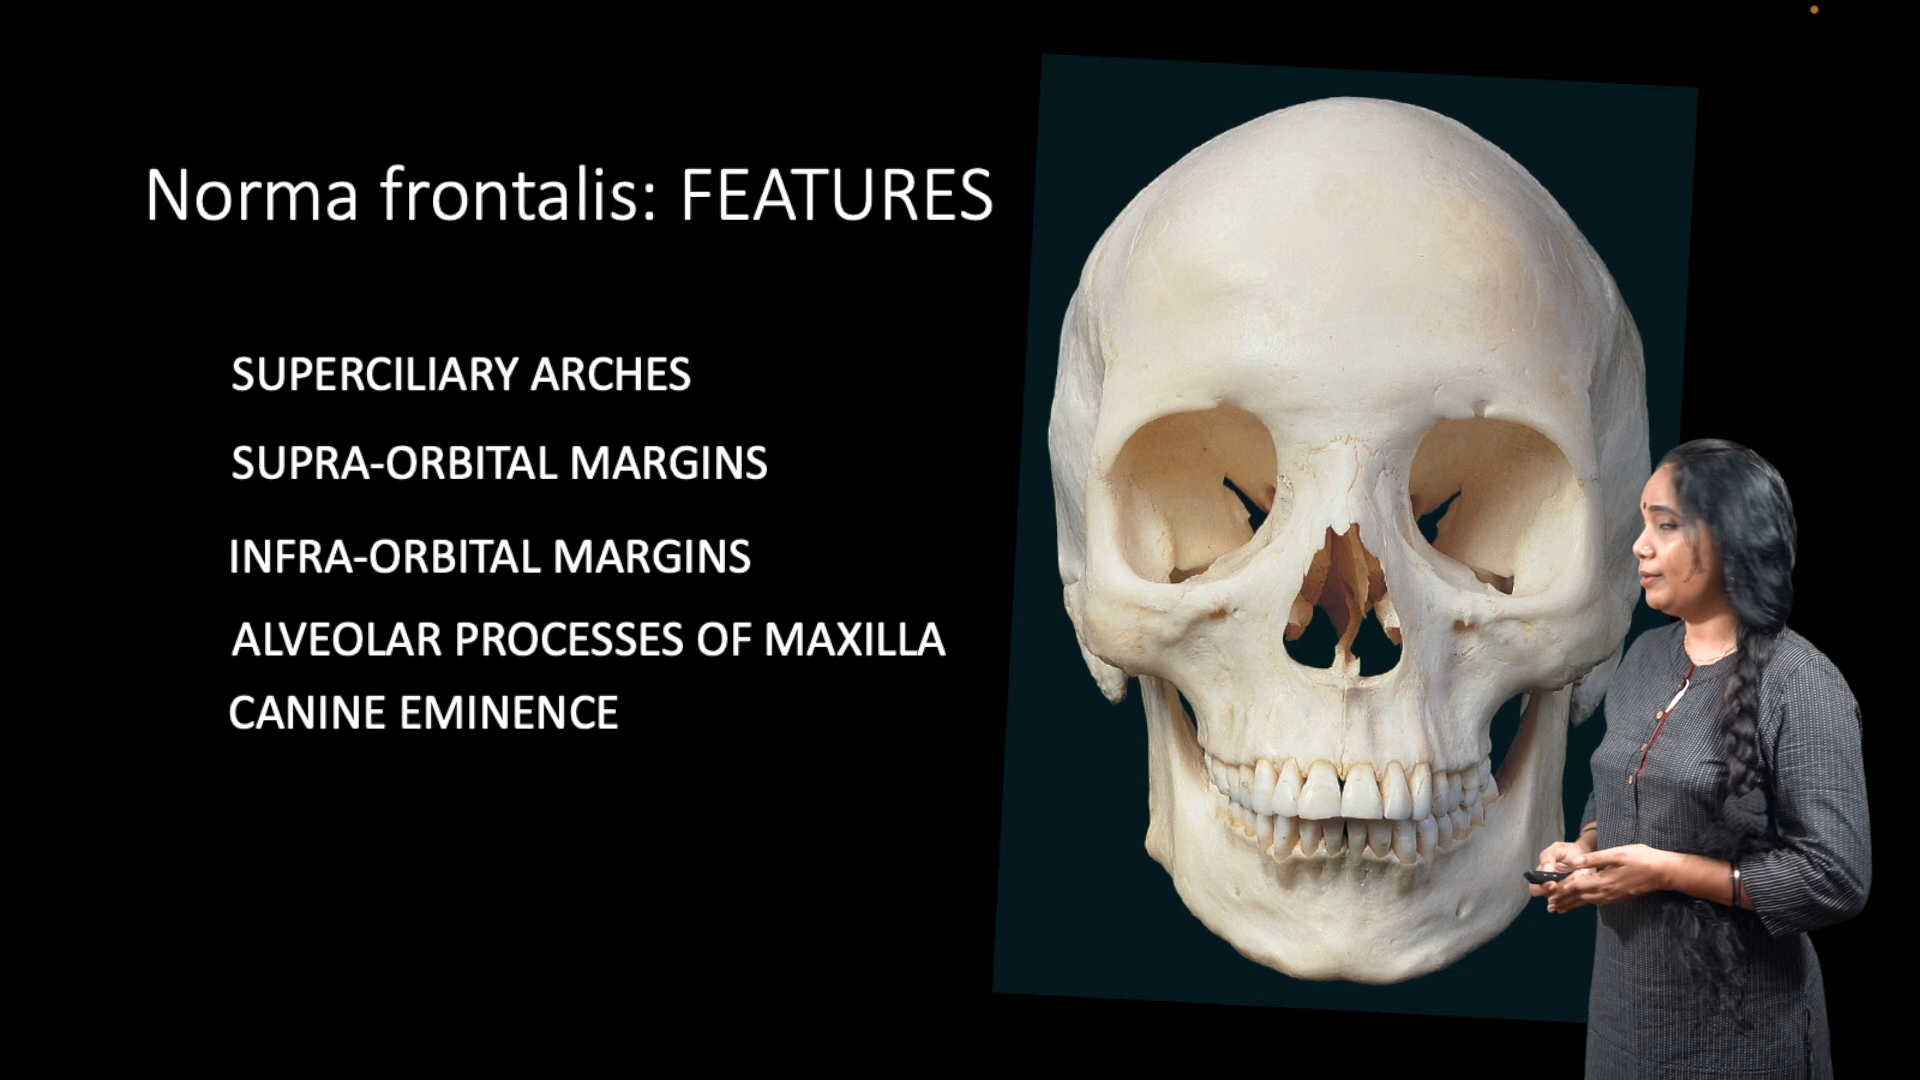 Norma frontalis: FEATURES
SUPERCILIARY ARCHES
SUPRA-ORBITAL MARGINS
INFRA-ORBITAL MARGINS
ALVEOLAR PROCESSES OF MAXILLA
CANINE EMINENCE